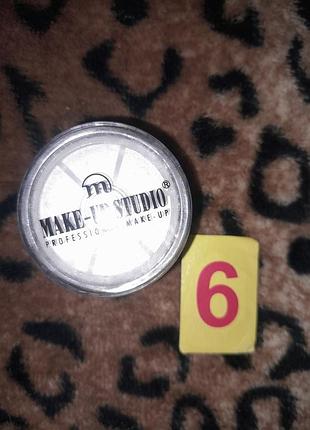 m
MAKE-UP STUDIO®
PROFESSIONAL MAKE-UP
6